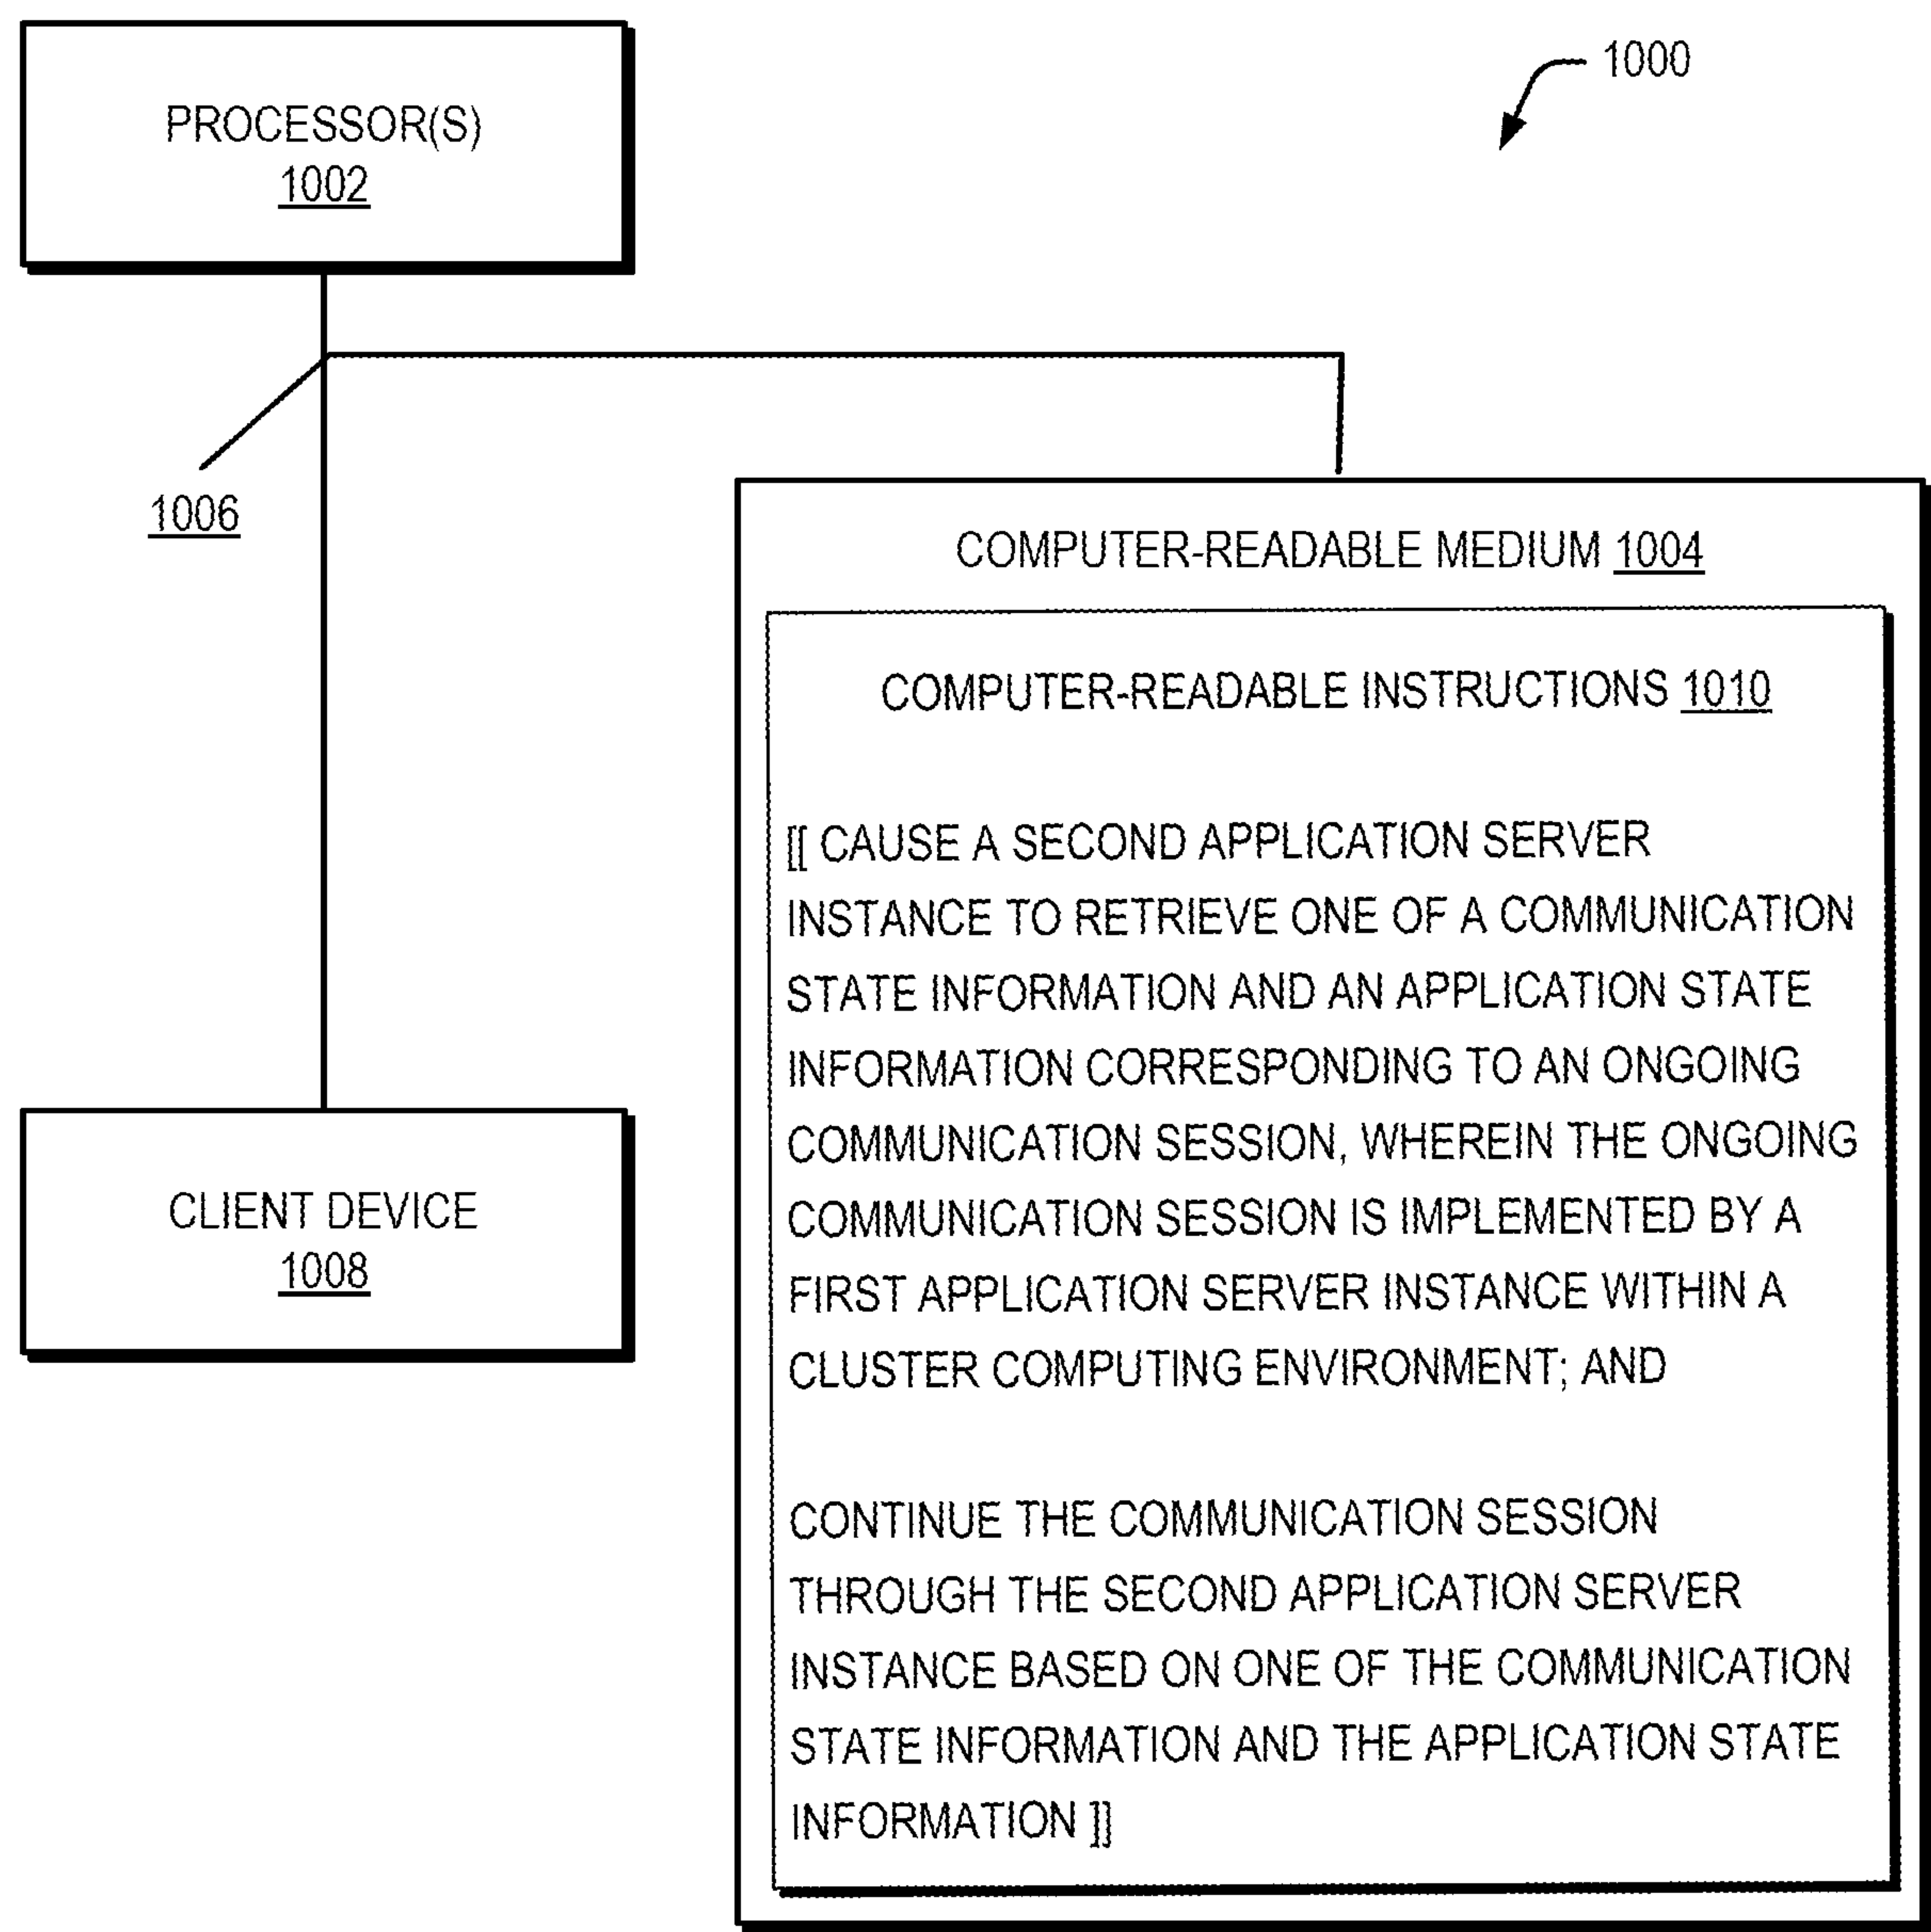 PROCESSOR(S)
1002
1000
1006
COMPUTER-READABLE MEDIUM 1004
COMPUTER-READABLE INSTRUCTIONS 1010
[[ CAUSE A SECOND APPLICATION SERVER
INSTANCE TO RETRIEVE ONE OF A COMMUNICATION
STATE INFORMATION AND AN APPLICATION STATE
INFORMATION CORRESPONDING TO AN ONGOING
COMMUNICATION SESSION, WHEREIN THE ONGOING
COMMUNICATION SESSION IS IMPLEMENTED BY A
FIRST APPLICATION SERVER INSTANCE WITHIN A
CLUSTER COMPUTING ENVIRONMENT; AND
CONTINUE THE COMMUNICATION SESSION
THROUGH THE SECOND APPLICATION SERVER
INSTANCE BASED ON ONE OF THE COMMUNICATION
STATE INFORMATION AND THE APPLICATION STATE
INFORMATION ]]
CLIENT DEVICE
1008